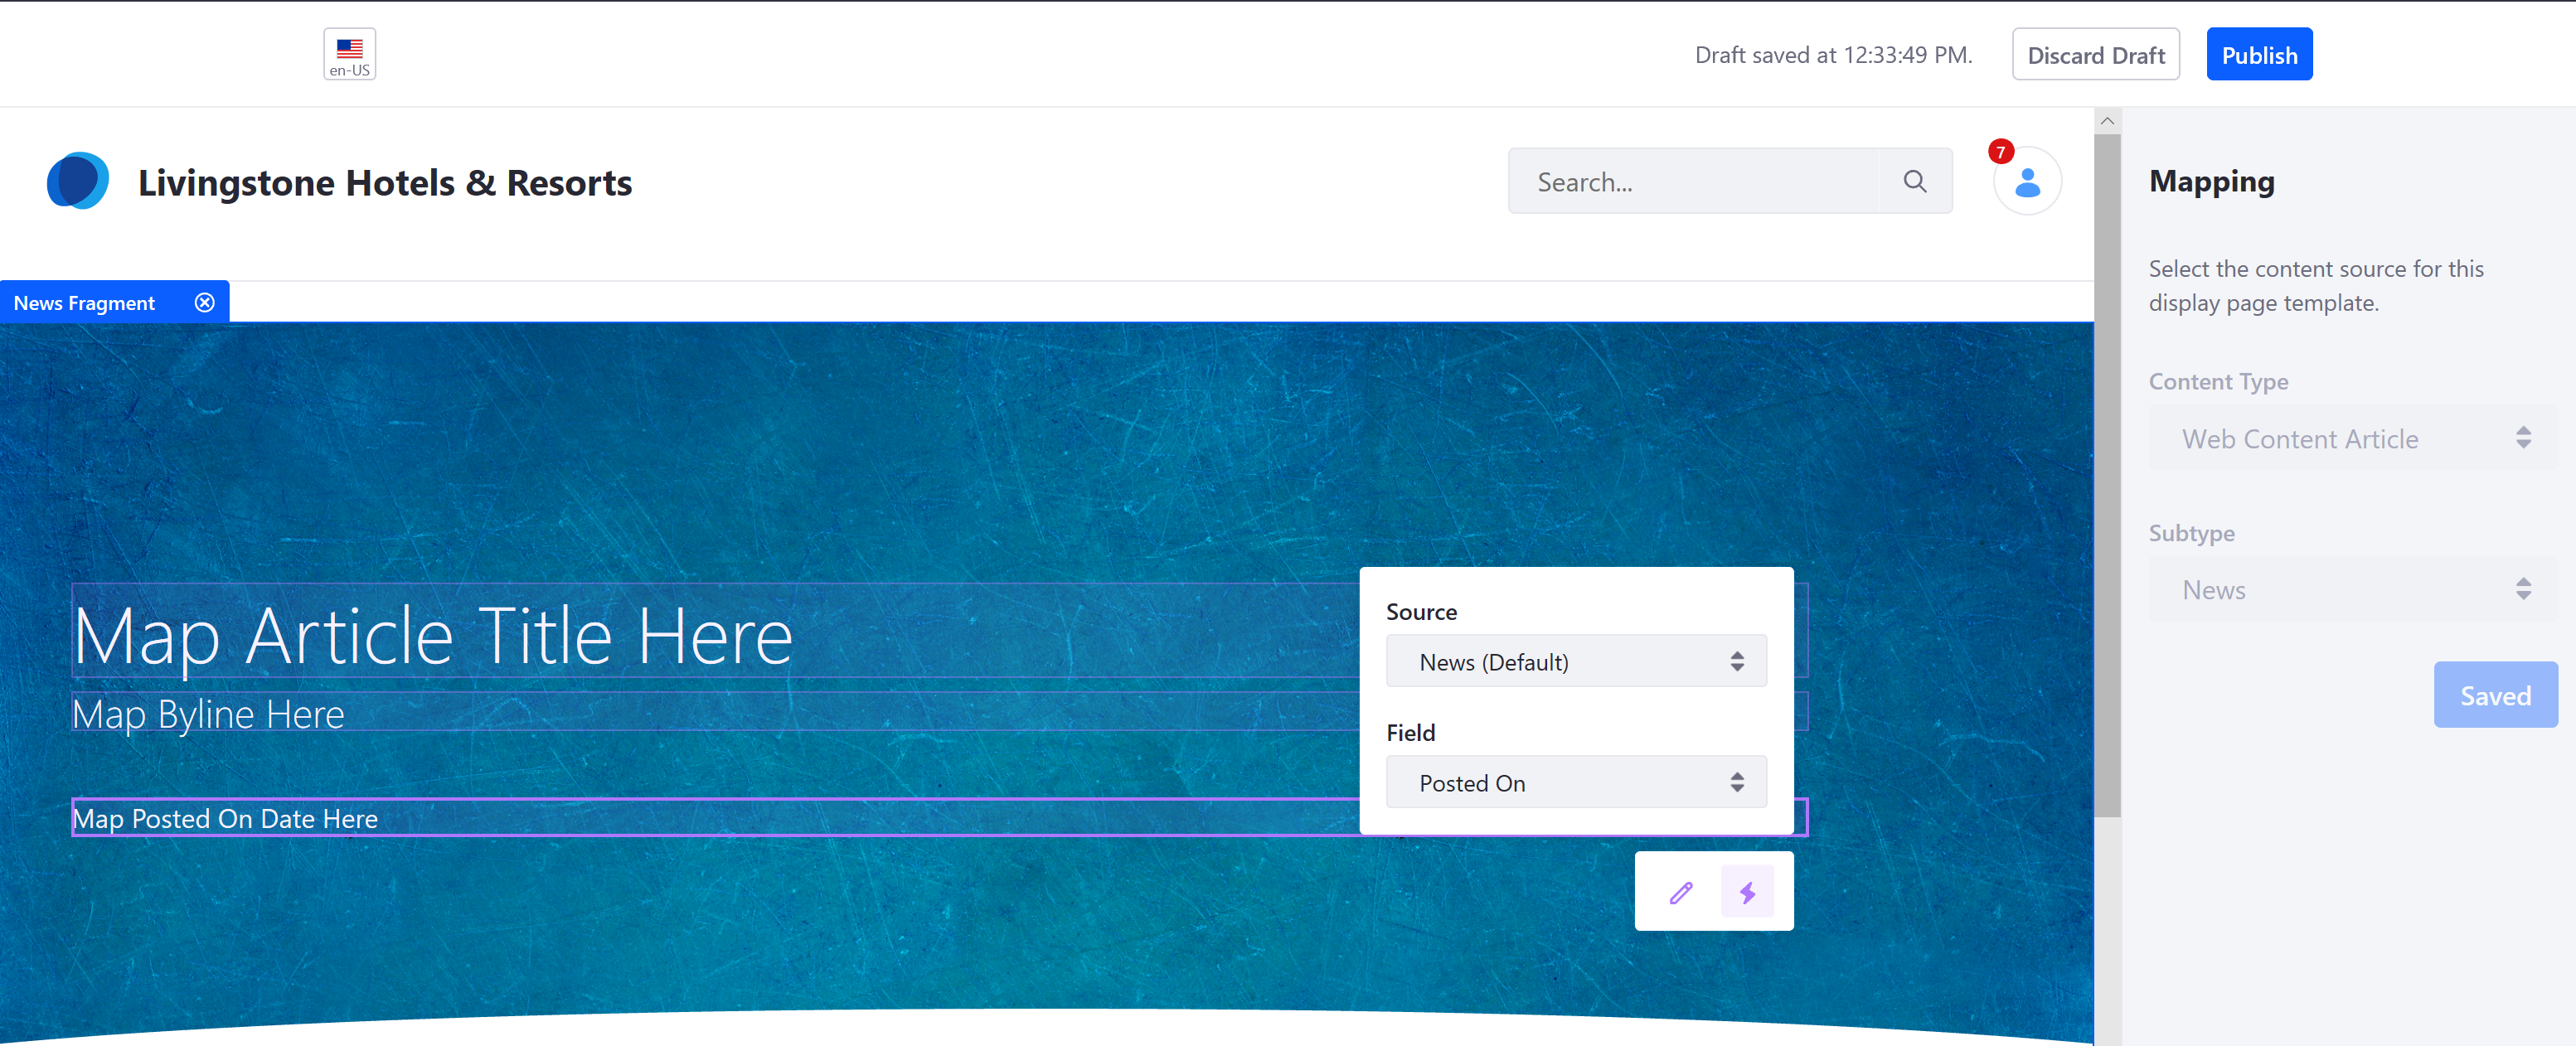 en-US
Draft saved at 12:33:49 PM.
Discard Draft
Publish
Livingstone Hotels & Resorts
Search...
7
News Fragment
Map Article Title Here
Map Byline Here
Map Posted On Date Here
Source
News (Default)
Field
Posted On
Mapping
Select the content source for this
display page template.
Content Type
Web Content Article
Subtype
News
Saved